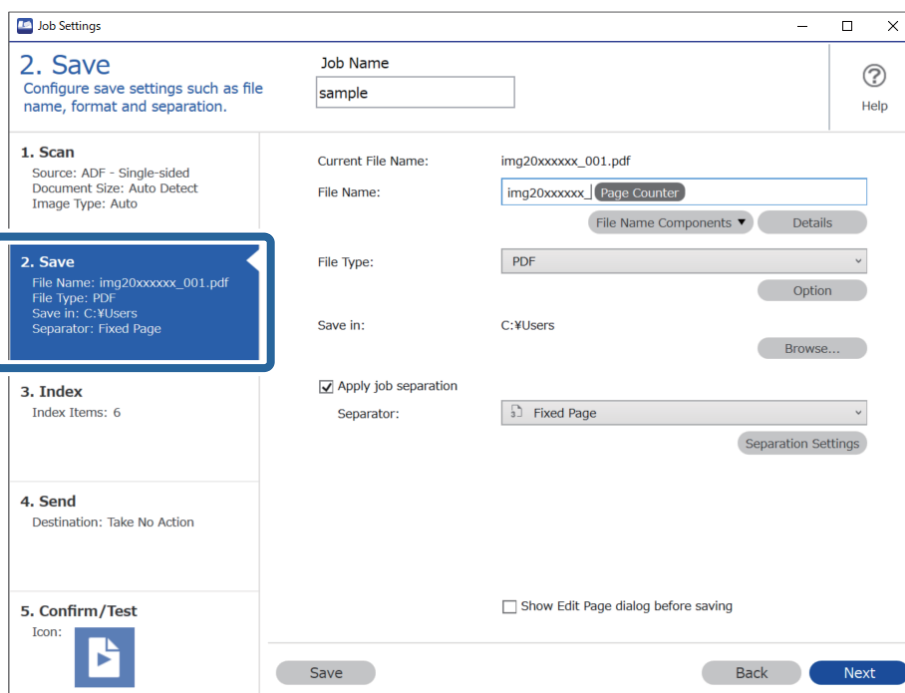 Job Settings
2. Save
Configure save settings such as file
name, format and separation.
Job Name
sample
Help
1. Scan
Source: ADF - Single-sided
Document Size: Auto Detect
Image Type: Auto
2. Save
File Name: img20xxxxxx_001.pdf
File Type: PDF
Save in: C:¥Users
Separator: Fixed Page
3. Index
Index Items: 6
4. Send
Destination: Take No Action
5. Confirm/Test
Icon:
Current File Name: img20xxxxxx_001.pdf
File Name: img20xxxxxx_ Page Counter
File Name Components ▼ Details
File Type: PDF
Option
Save in: C:¥Users
Browse...
Apply job separation
Separator: Fixed Page
Separation Settings
Show Edit Page dialog before saving
Save Back Next